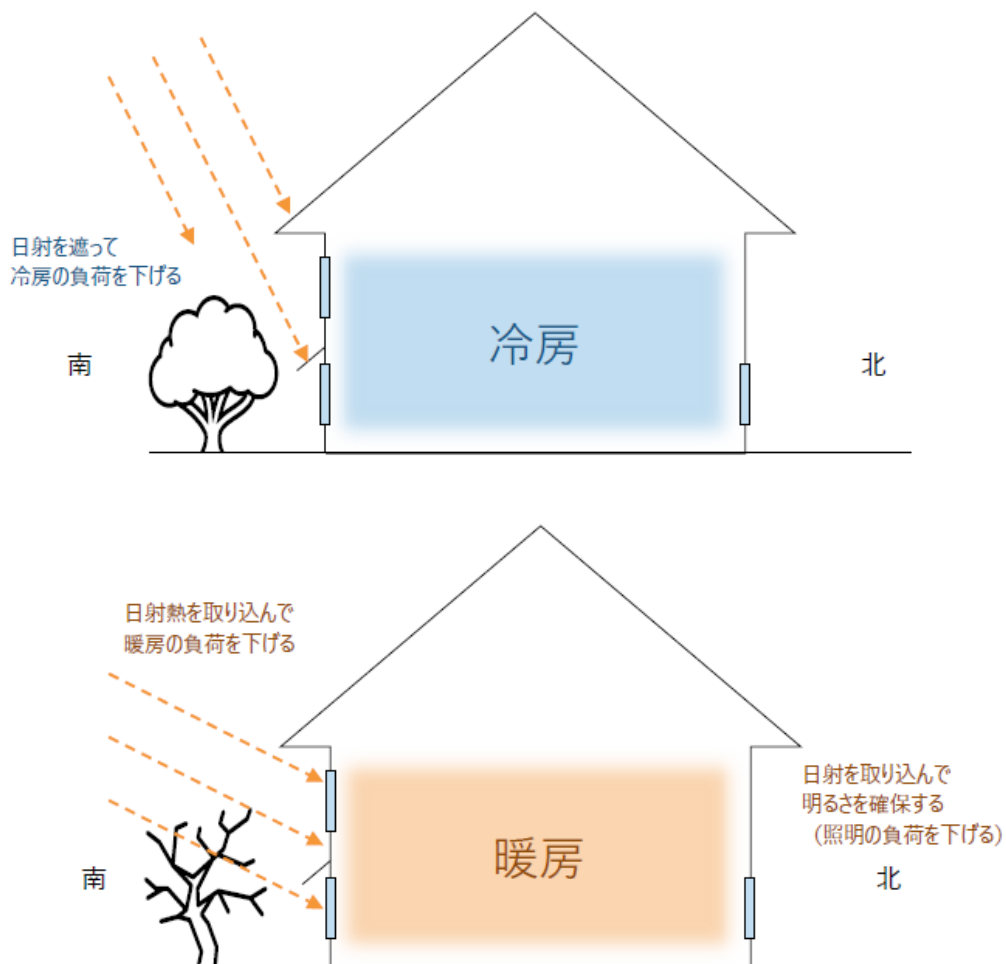 日射を遮って
冷房の負荷を下げる
冷房
南
北
日射熱を取り込んで
暖房の負荷を下げる
日射を取り込んで
明るさを確保する
（照明の負荷を下げる）
暖房
南
北